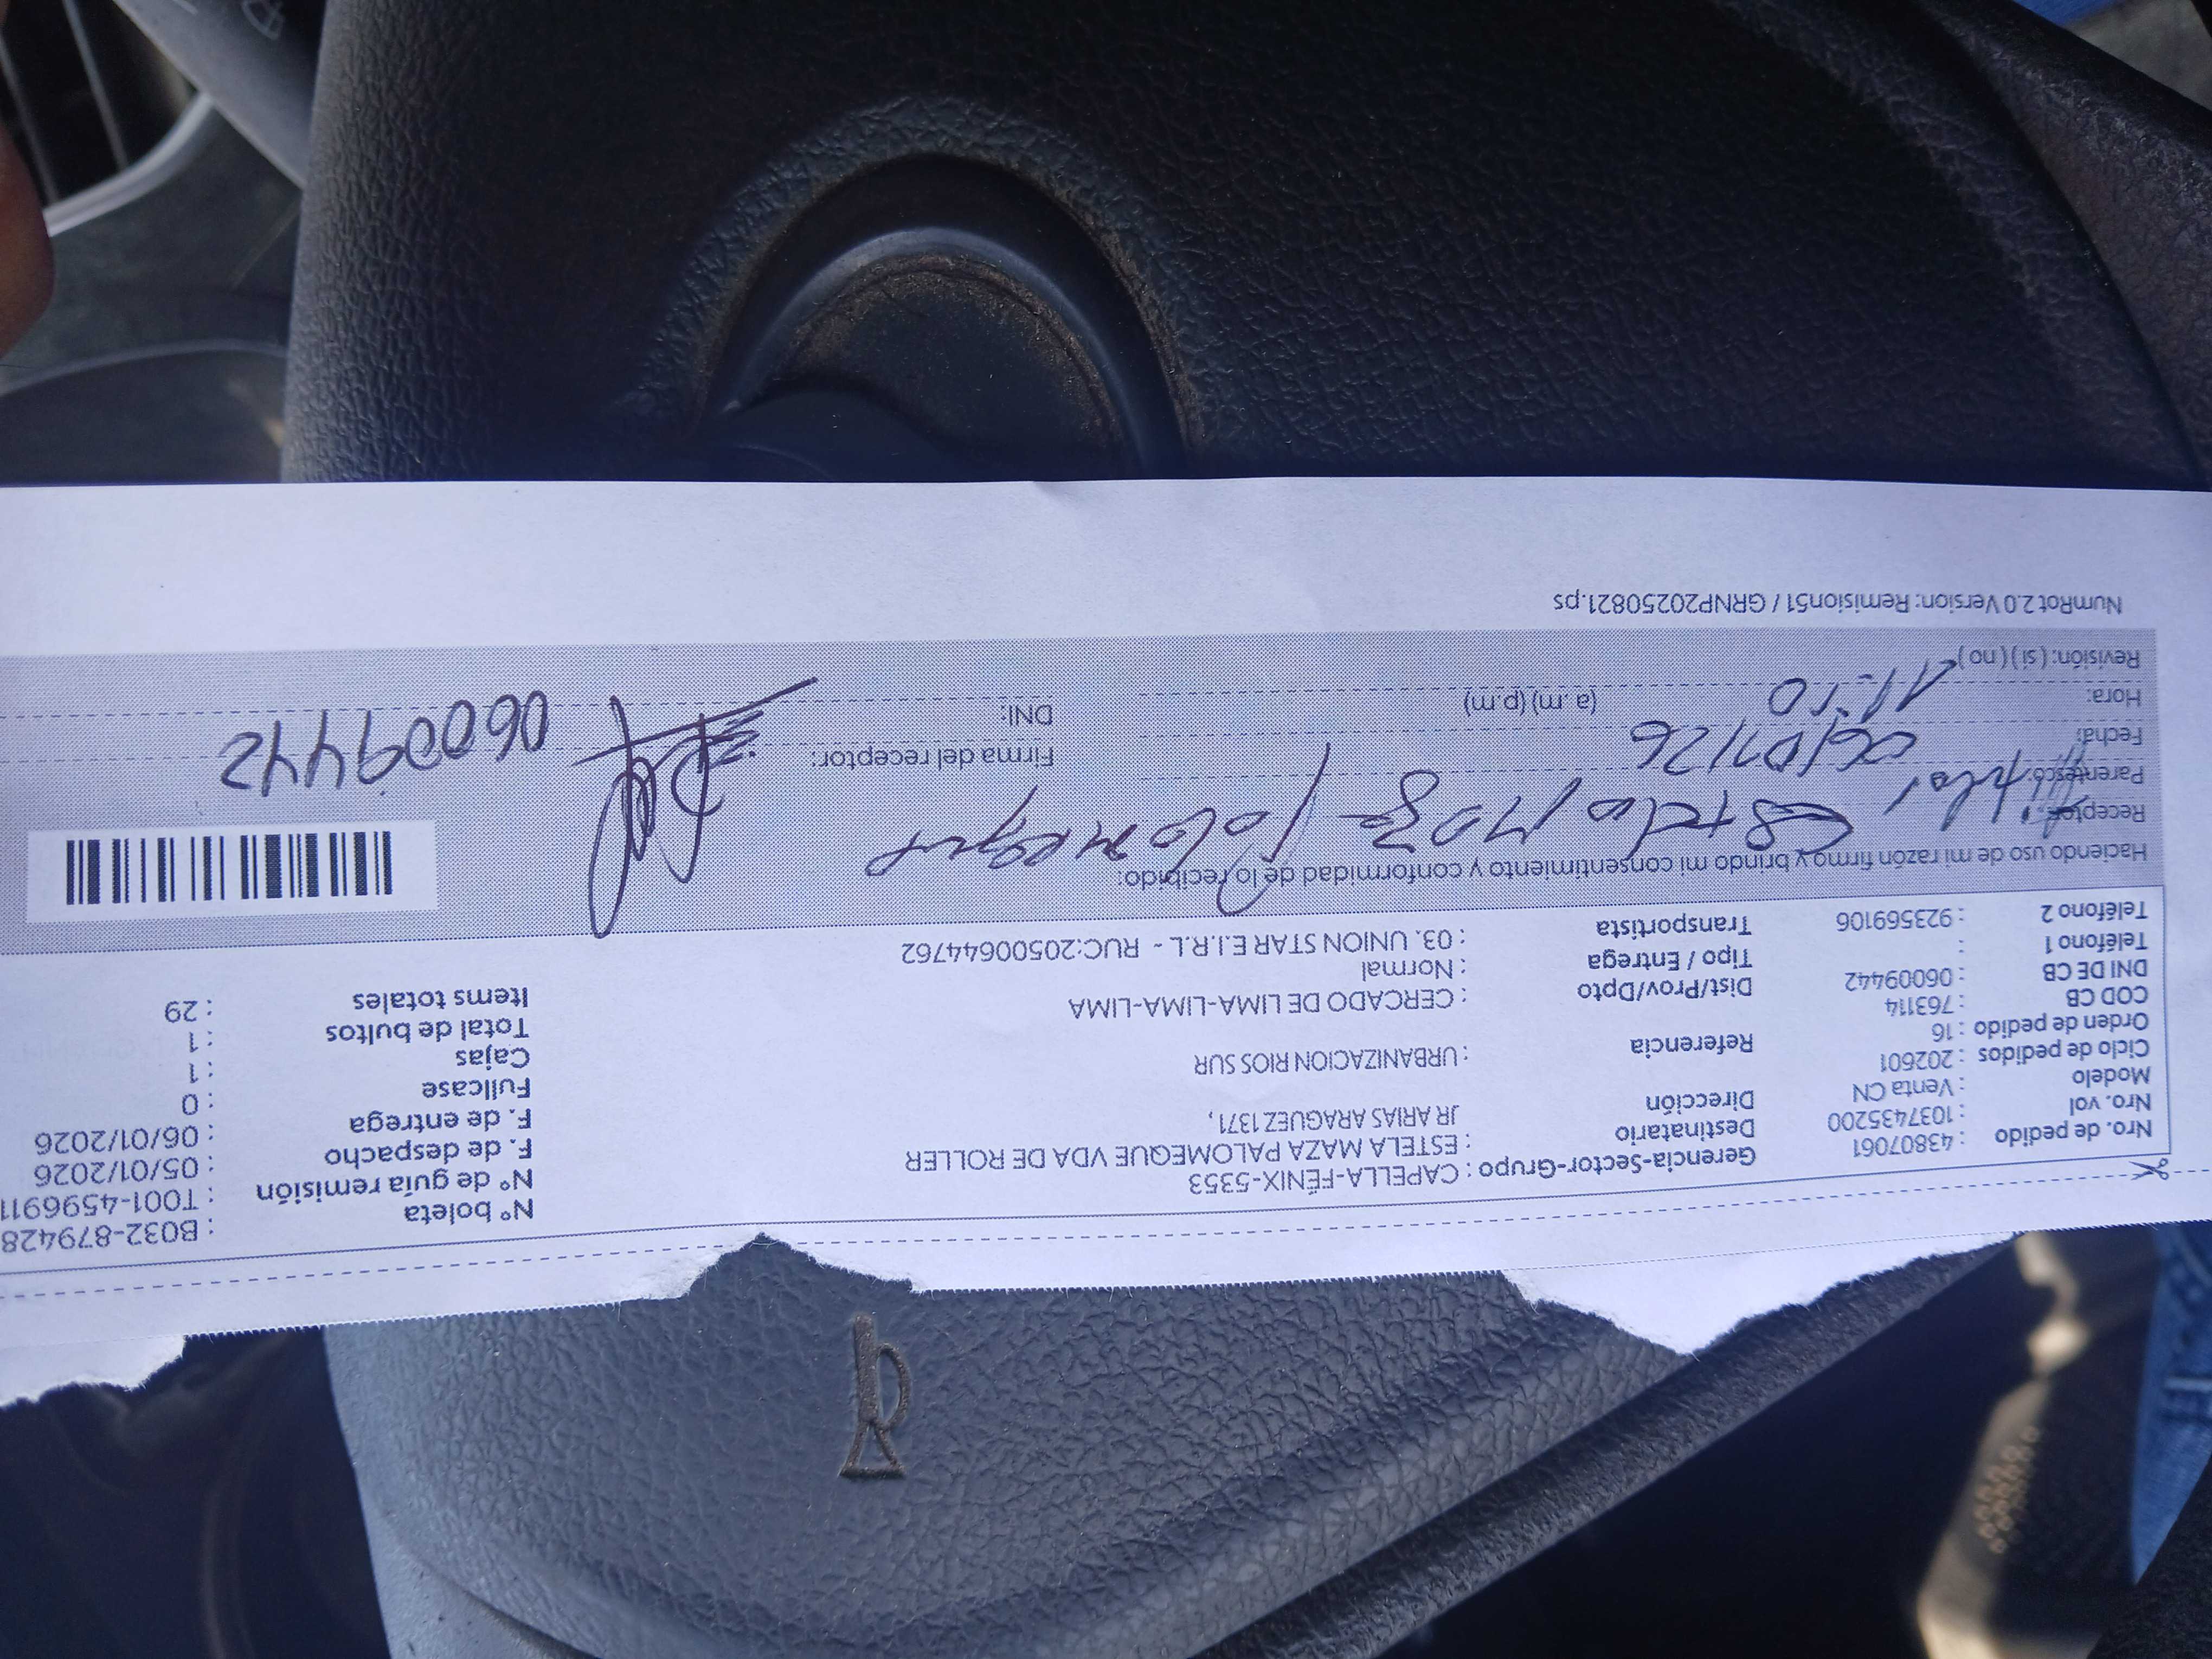 Nro. de pedido : 43807061 Gerencia-Sector-Grupo : CAPELLA-FÉNIX-5353 N° boleta : B032-879428
Nro. vol : 1037435200 Destinatario : ESTELA MAZA PALOMEQUE VDA DE ROLLER N° de guía remisión : T001-4596911
Modelo : Venta CN Dirección JR ARIAS ARAGUEZ 1371, F. de despacho : 05/01/2026
Ciclo de pedidos : 202601 F. de entrega : 06/01/2026
Orden de pedido : 16 Referencia : URBANIZACION RIOS SUR Fullcase : 0
COD CB : 763114 Cajas : 1
DNI DE CB : 06009442 Dist/Prov/Dpto : CERCADO DE LIMA-LIMA-LIMA Total de bultos : 1
Teléfono 1 : Tipo / Entrega : Normal Items totales : 29
Teléfono 2 : 923569106 Transportista : 03. UNION STAR E.I.R.L - RUC:20500644762
Haciendo uso de mi razón firmo y brindo mi consentimiento y conformidad de lo recibido:
Receptor: Estela Maza Palomeque
Parentesco: Titular
Fecha: 06/01/26 Firma del receptor:
Hora: 11:10 (a.m) (p.m) DNI: 06009442
Revisión: ( si ) ( no )
NumRot 2.0 Version: Remision51 / GRNP20250821.ps